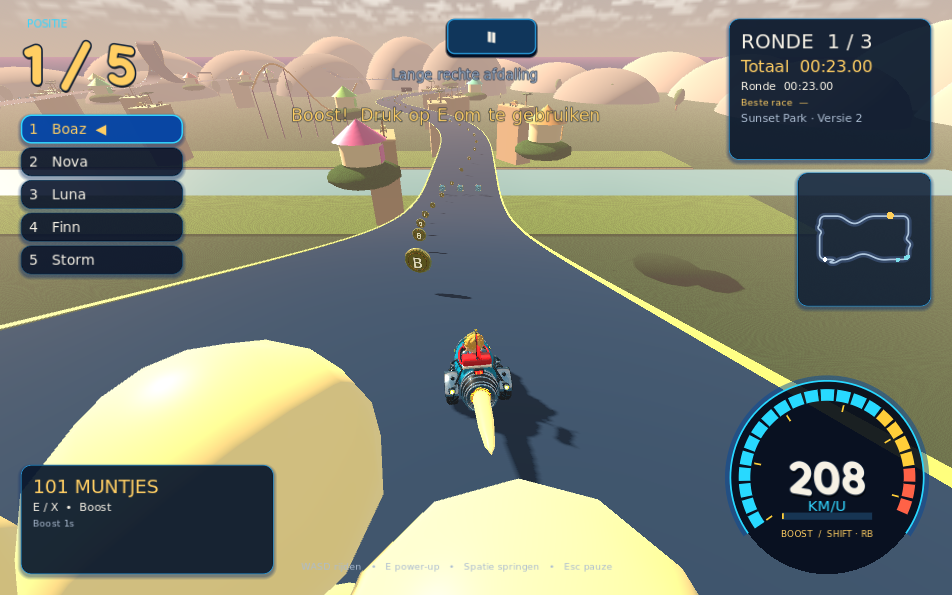 POSITIE
1/5
1 Boaz ◀
2 Nova
3 Luna
4 Finn
5 Storm
Lange rechte afdaling
Boost! Druk op E om te gebruiken
RONDE 1 / 3
Totaal 00:23.00
Ronde 00:23.00
Beste race —
Sunset Park · Versie 2
B
B
101 MUNTJES
E / X • Boost
Boost 1s
• E power-up • Spatie springen • Esc pauze
208
KM/U
BOOST / SHIFT · RB